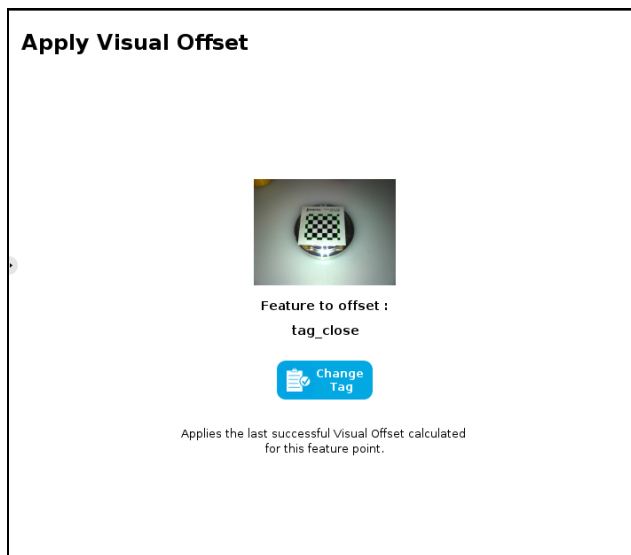 Apply Visual Offset
Feature to offset :
tag_close
Change
Tag
Applies the last successful Visual Offset calculated
for this feature point.